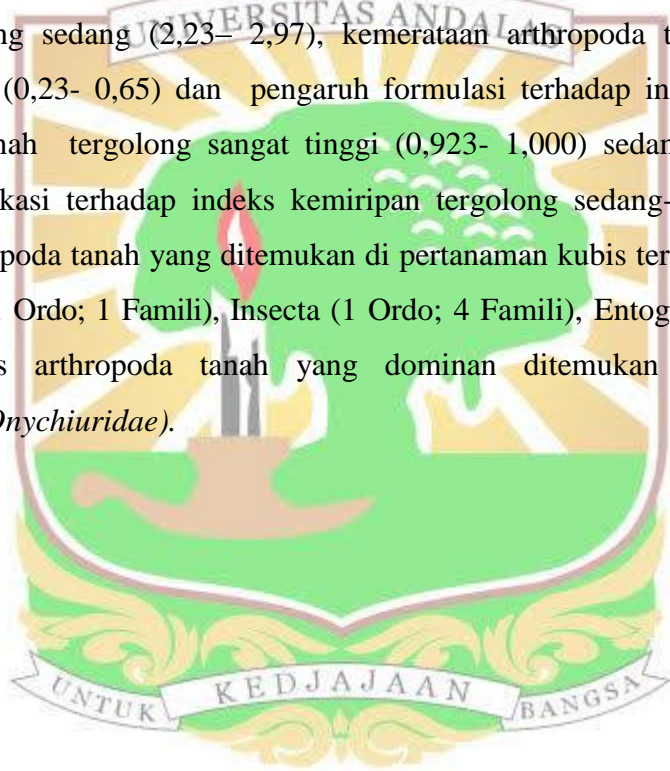 UNIVERSITAS ANDALAS
ng sedang (2,23– 2,97), kemerataan arthropoda t
(0,23- 0,65) dan pengaruh formulasi terhadap in
nah tergolong sangat tinggi (0,923- 1,000) sedan
kasi terhadap indeks kemiripan tergolong sedang-
poda tanah yang ditemukan di pertanaman kubis ter
Ordo; 1 Famili), Insecta (1 Ordo; 4 Famili), Entog
s arthropoda tanah yang dominan ditemukan
Onychiuridae).
UNTUK KEDJAJAAN BANGSA